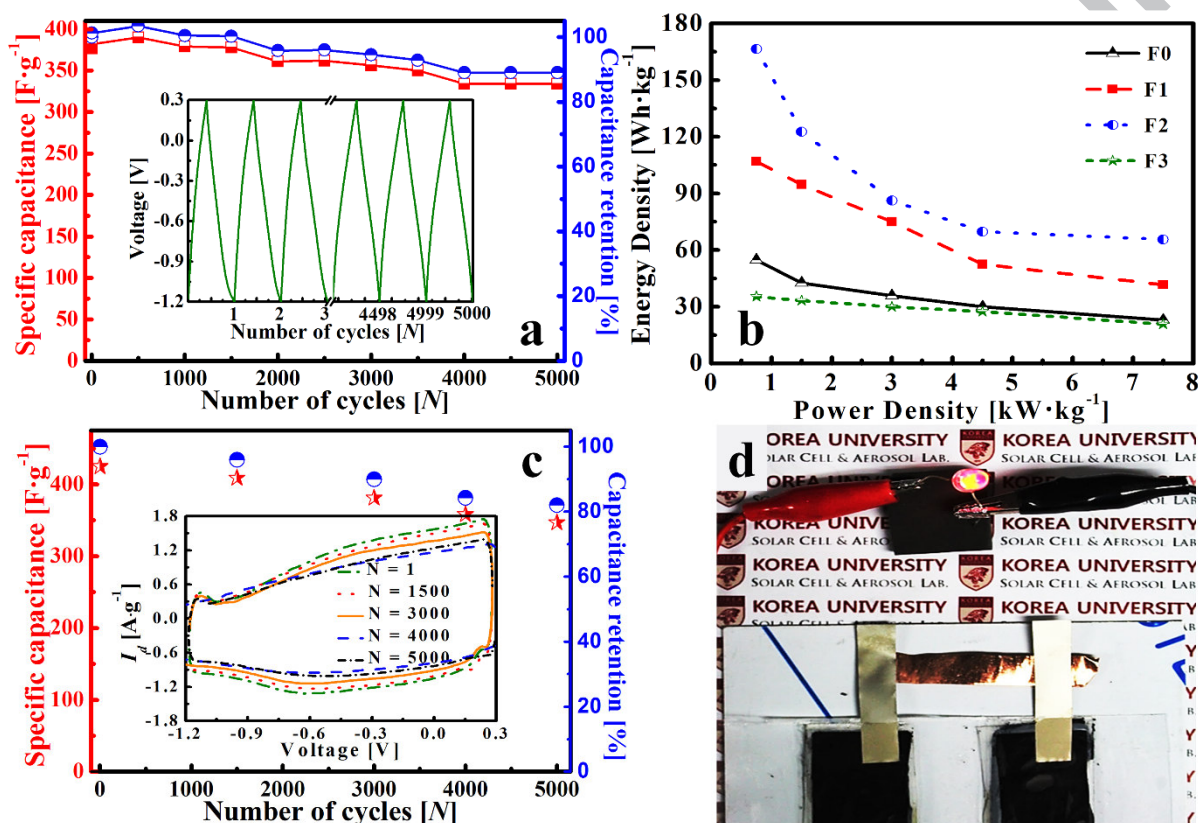 Specific capacitance [F·g⁻¹]
400
350
300
250
200
150
100
50
0
0.3
0.0
-0.3
-0.6
-0.9
-1.2
Voltage [V]
1
2
3
4498
4999
5000
Number of cycles [N]
a
100
80
60
40
20
0
Capacitance retention [%]
0
1000
2000
3000
4000
5000
Number of cycles [N]
Energy Density [Wh·kg⁻¹]
180
150
120
90
60
30
0
F0
F1
F2
F3
b
0
1
2
3
4
5
6
7
8
Power Density [kW·kg⁻¹]
Specific capacitance [F·g⁻¹]
400
350
300
250
200
150
100
50
0
c
I_d [A·g⁻¹]
1.8
1.2
0.6
0.0
-0.6
-1.2
-1.8
N = 1
N = 1500
N = 3000
N = 4000
N = 5000
-1.2
-0.9
-0.6
-0.3
0.0
0.3
Voltage [V]
100
80
60
40
20
0
Capacitance retention [%]
0
1000
2000
3000
4000
5000
Number of cycles [N]
d
KOREA UNIVERSITY
SOLAR CELL & AEROSOL LAB.
KOREA UNIVERSITY
SOLAR CELL & AEROSOL LAB.
KOREA UNIVERSITY
SOLAR CELL & AEROSOL LAB.
KOREA UNIVERSITY
SOLAR CELL & AEROSOL LAB.
KOREA UNIVERSITY
SOLAR CELL & AEROSOL LAB.
KOREA UNIVERSITY
KOREA UNIVERSITY